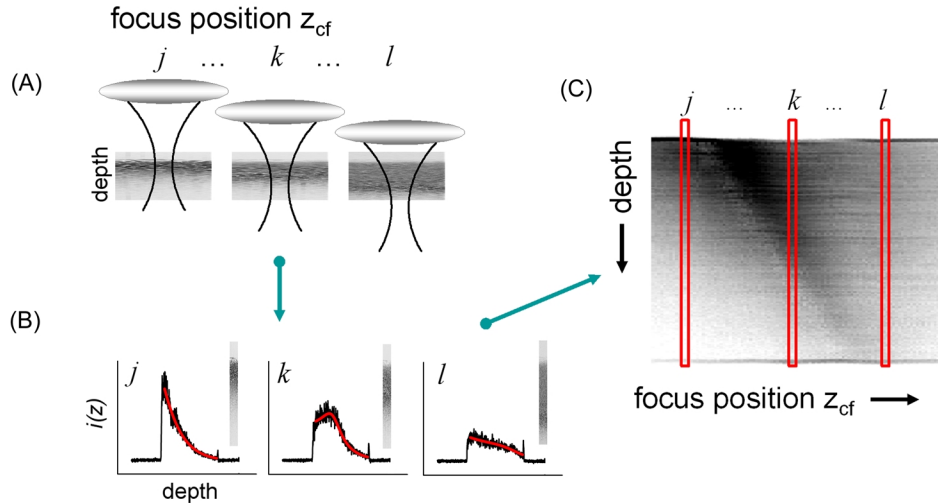 focus position z_cf
j ... k ... l
(A)
depth
(B)
j
k
l
i(z)
depth
(C)
j ... k ... l
depth
focus position z_cf